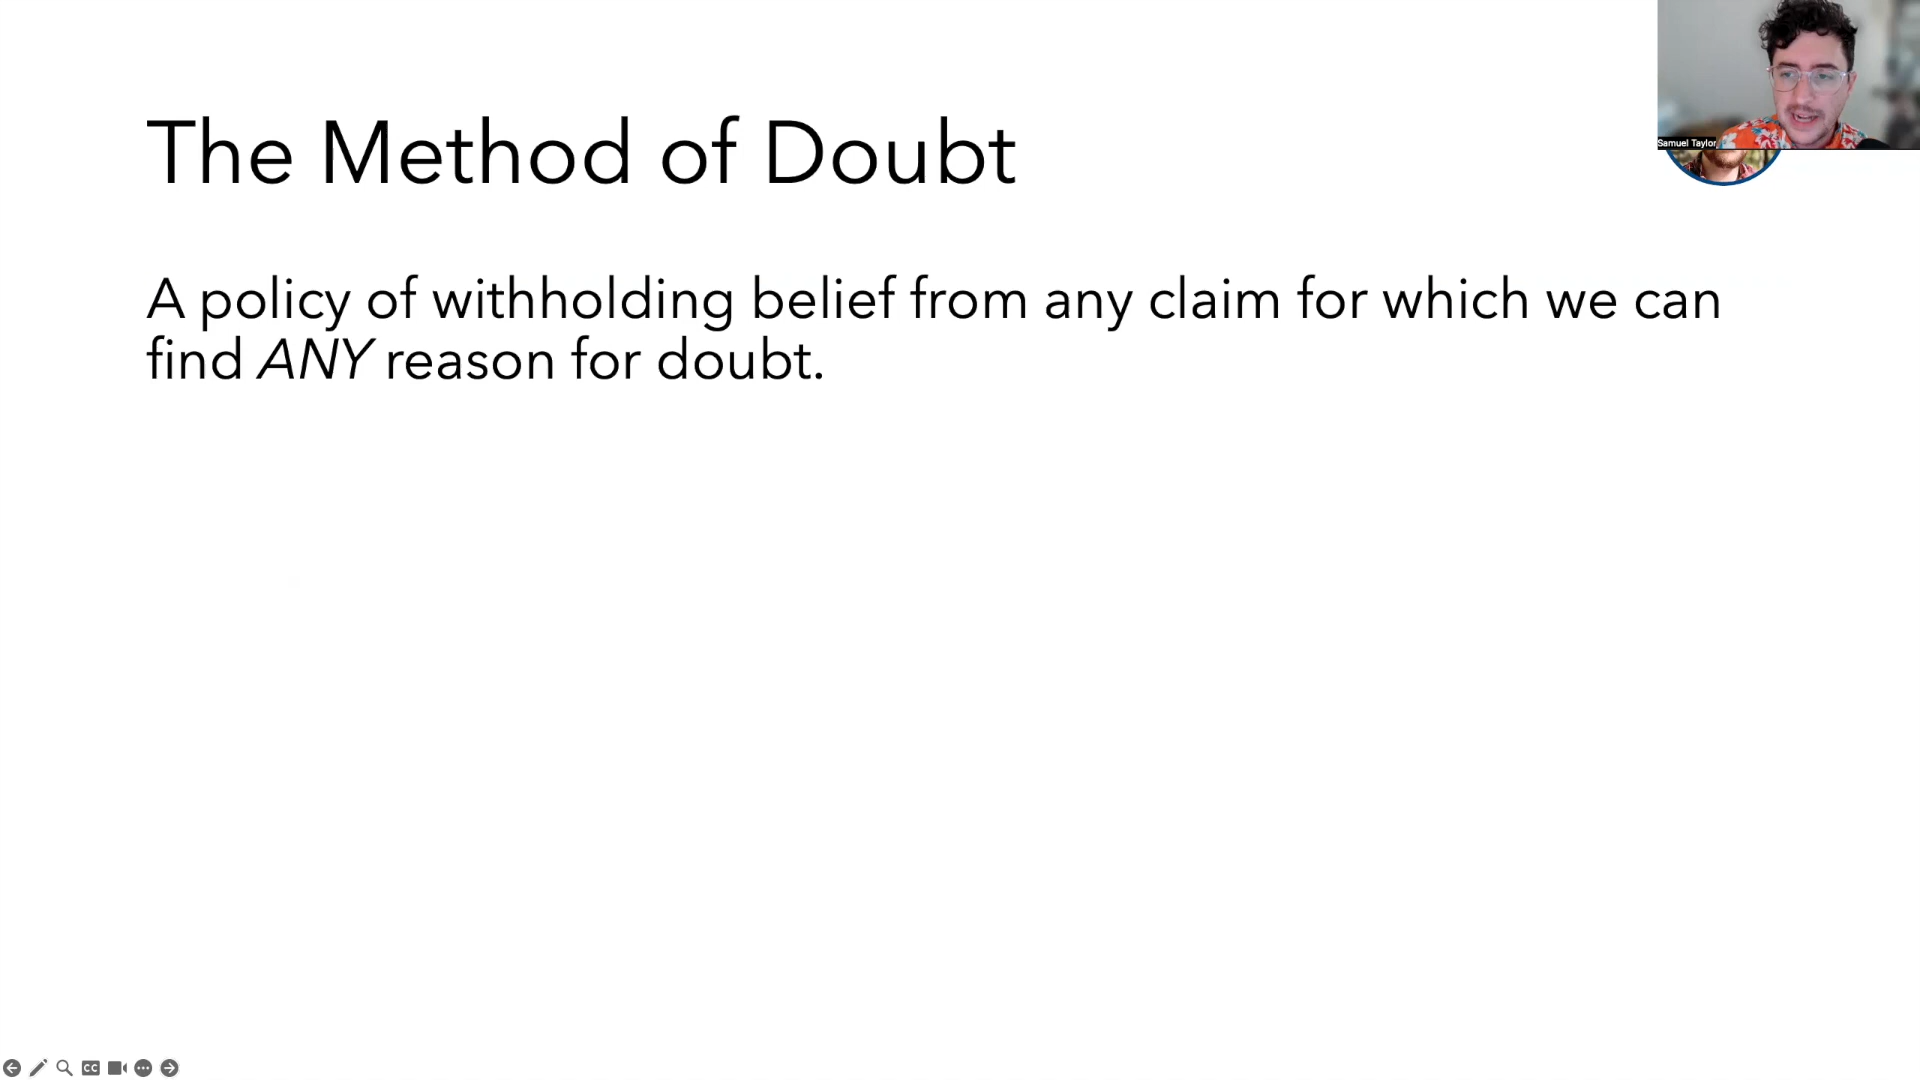 The Method of Doubt
Samuel Taylor
A policy of withholding belief from any claim for which we can
find ANY reason for doubt.
CC